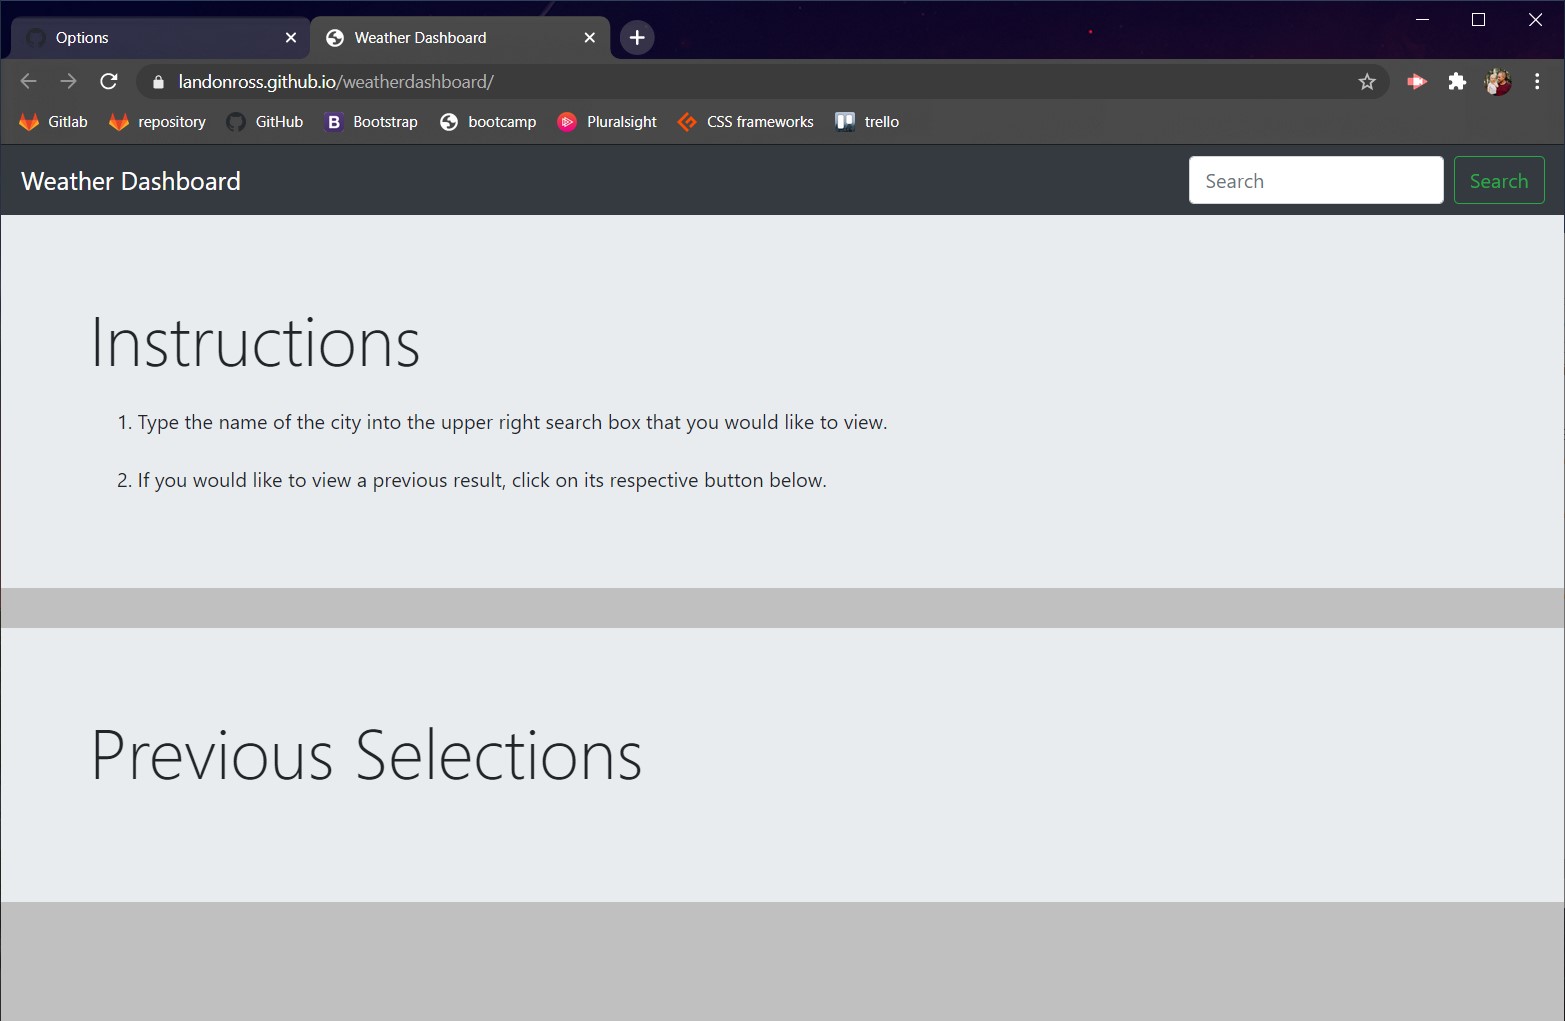 Options
Weather Dashboard
landonross.github.io/weatherdashboard/
Gitlab repository GitHub B Bootstrap bootcamp Pluralsight CSS frameworks trello
Weather Dashboard Search Search
Instructions
1. Type the name of the city into the upper right search box that you would like to view.
2. If you would like to view a previous result, click on its respective button below.
Previous Selections